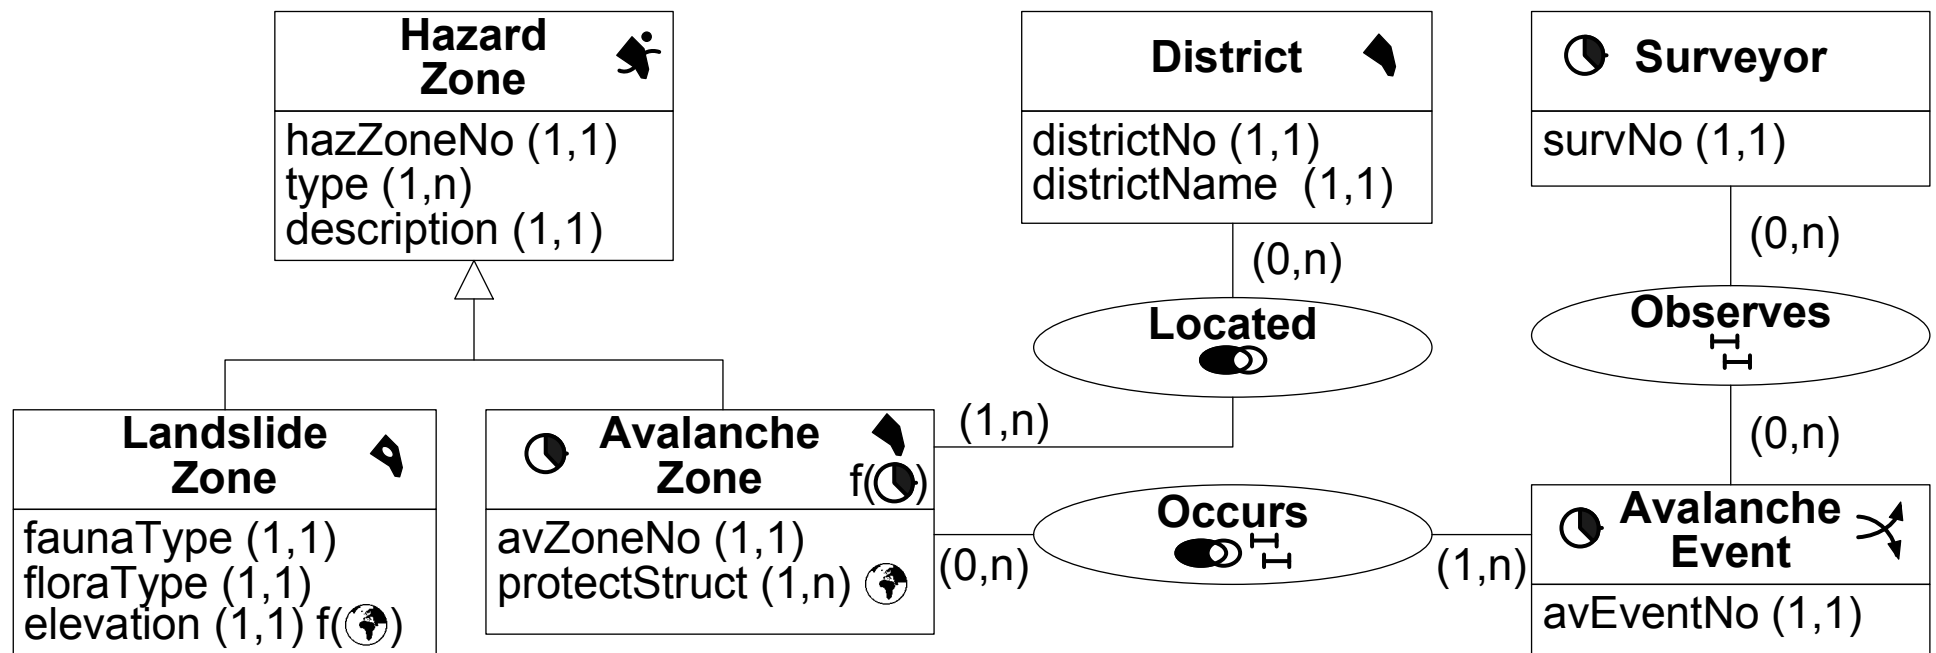 Hazard
Zone
hazZoneNo (1,1)
type (1,n)
description (1,1)
District
districtNo (1,1)
districtName (1,1)
Surveyor
survNo (1,1)
(0,n)
(0,n)
Located
Observes
(1,n)
(0,n)
Landslide
Zone
faunaType (1,1)
floraType (1,1)
elevation (1,1) f( )
Avalanche
Zone
f( )
avZoneNo (1,1)
protectStruct (1,n)
(0,n)
Occurs
(1,n)
Avalanche
Event
avEventNo (1,1)